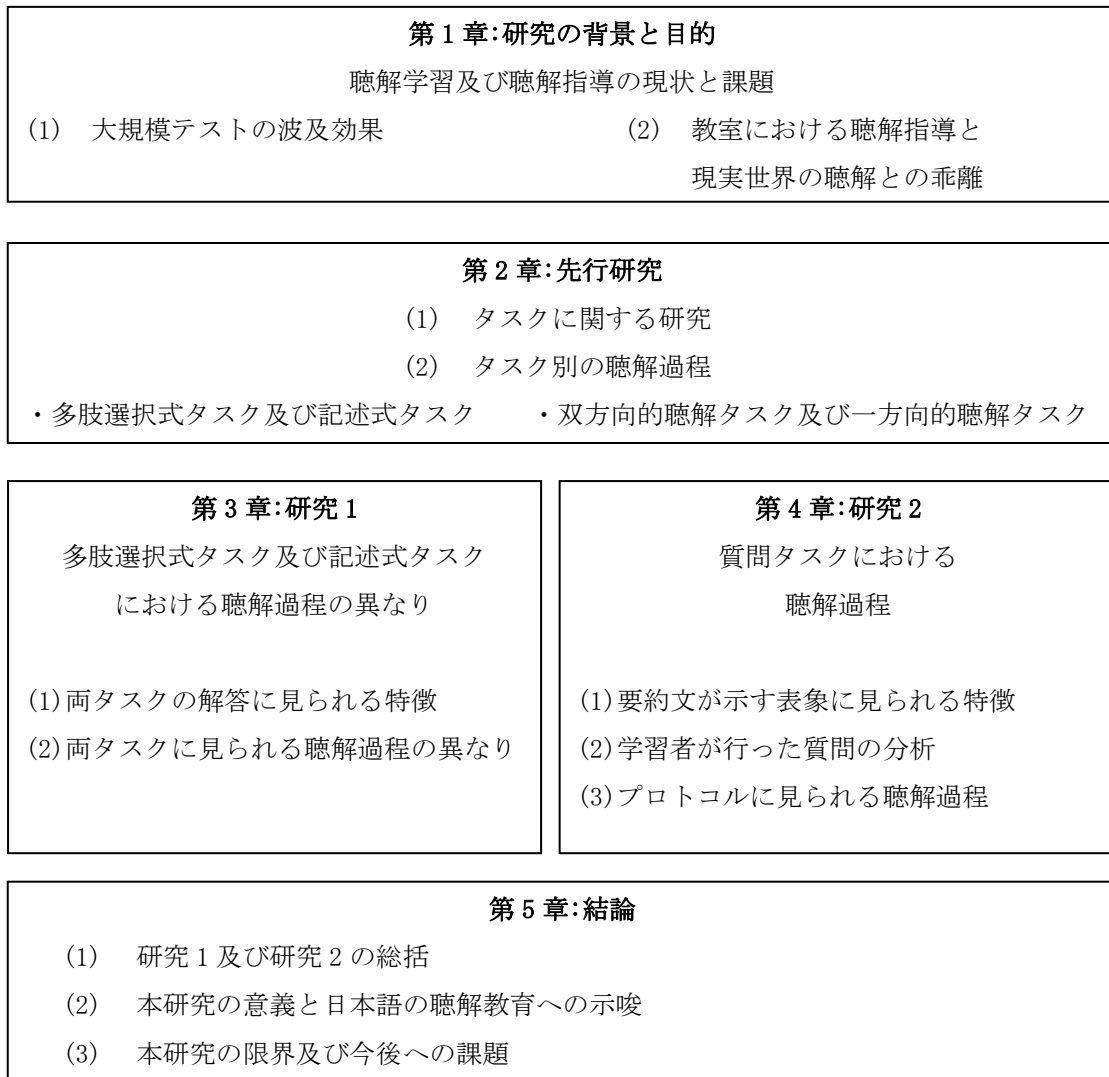 第1章:研究の背景と目的
聴解学習及び聴解指導の現状と課題
(1) 大規模テストの波及効果
(2) 教室における聴解指導と
現実世界の聴解との乖離
第2章:先行研究
(1) タスクに関する研究
(2) タスク別の聴解過程
・多肢選択式タスク及び記述式タスク ・双方向的聴解タスク及び一方向的聴解タスク
第3章:研究1
多肢選択式タスク及び記述式タスク
における聴解過程の異なり
(1)両タスクの解答に見られる特徴
(2)両タスクに見られる聴解過程の異なり
第4章:研究2
質問タスクにおける
聴解過程
(1)要約文が示す表象に見られる特徴
(2)学習者が行った質問の分析
(3)プロトコルに見られる聴解過程
第5章:結論
(1) 研究1及び研究2の総括
(2) 本研究の意義と日本語の聴解教育への示唆
(3) 本研究の限界及び今後への課題